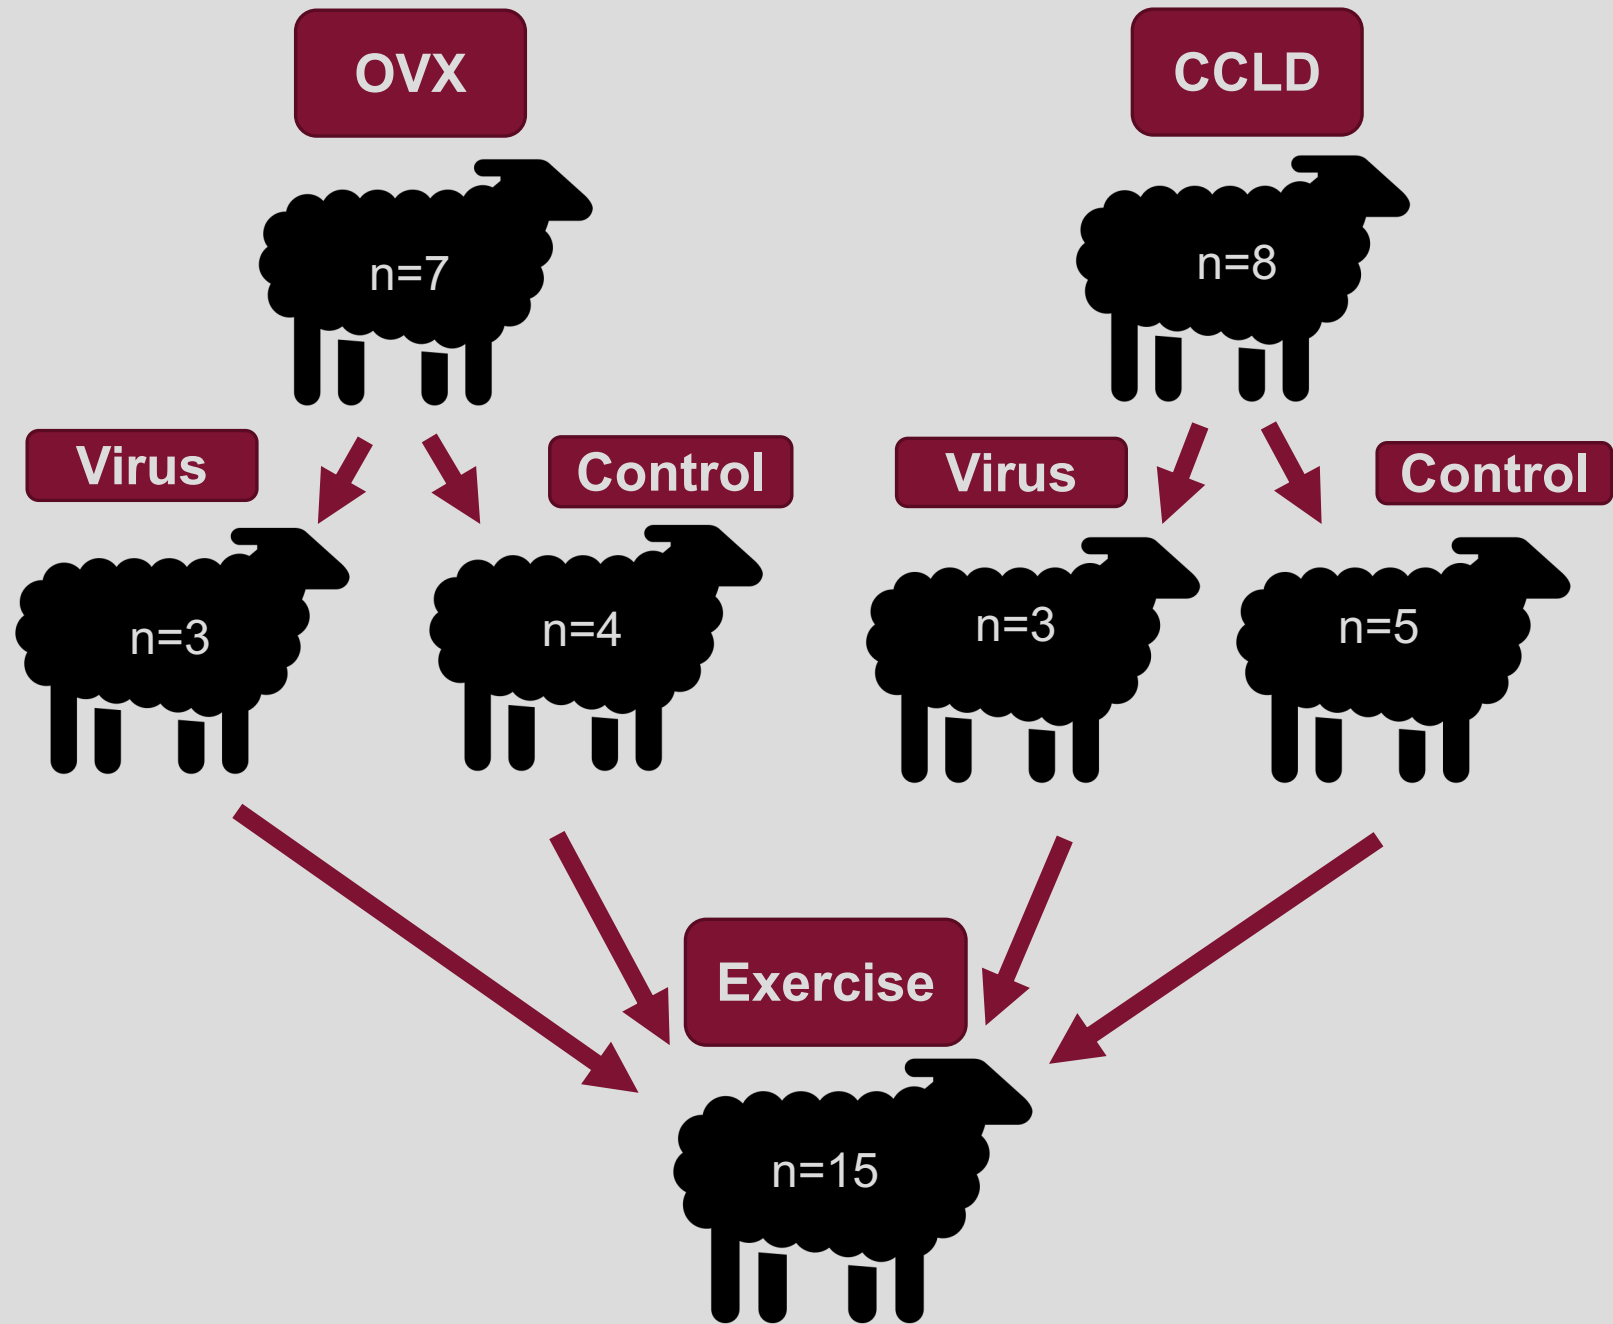 OVX
CCLD
n=7
n=8
Virus
Control
Virus
Control
n=3
n=4
n=3
n=5
Exercise
n=15